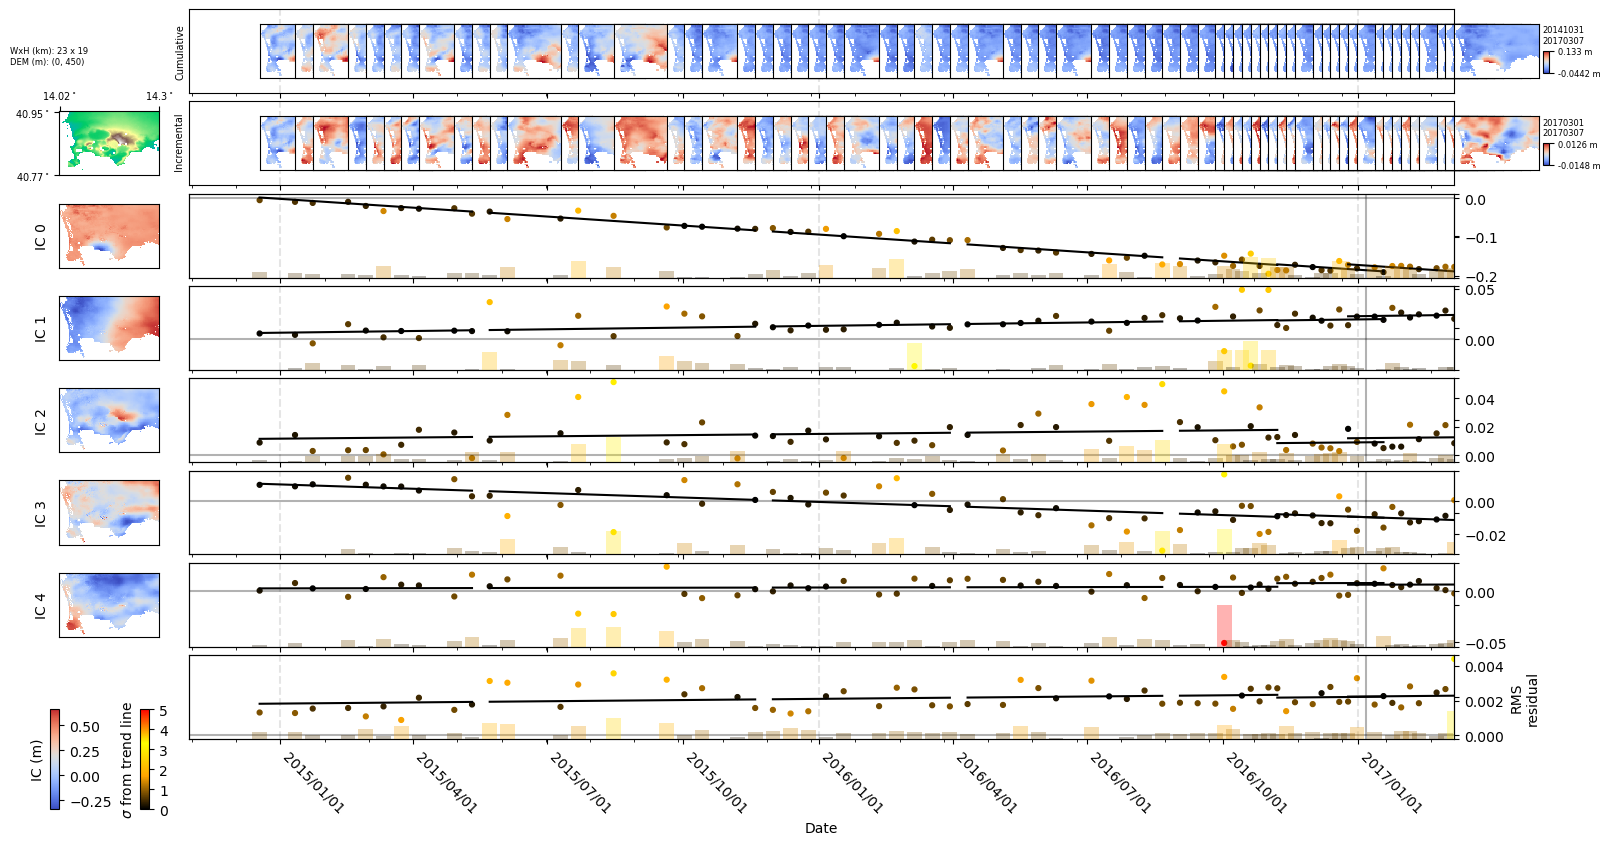 WxH (km): 23 x 19
DEM (m): (0, 450)
Cumulative
20141031
20170307
0.133 m
-0.0442 m
14.02° 14.3°
40.95°
40.77°
Incremental
20170301
20170307
0.0126 m
-0.0148 m
IC 0
0.0
−0.1
−0.2
IC 1
0.05
0.00
IC 2
0.04
0.02
0.00
IC 3
0.00
−0.02
IC 4
0.00
−0.05
0.004
0.002
0.000
RMS
residual
IC (m)
0.50
0.25
0.00
−0.25
σ from trend line
5
4
3
2
1
0
2015/01/01
2015/04/01
2015/07/01
2015/10/01
2016/01/01
2016/04/01
2016/07/01
2016/10/01
2017/01/01
Date